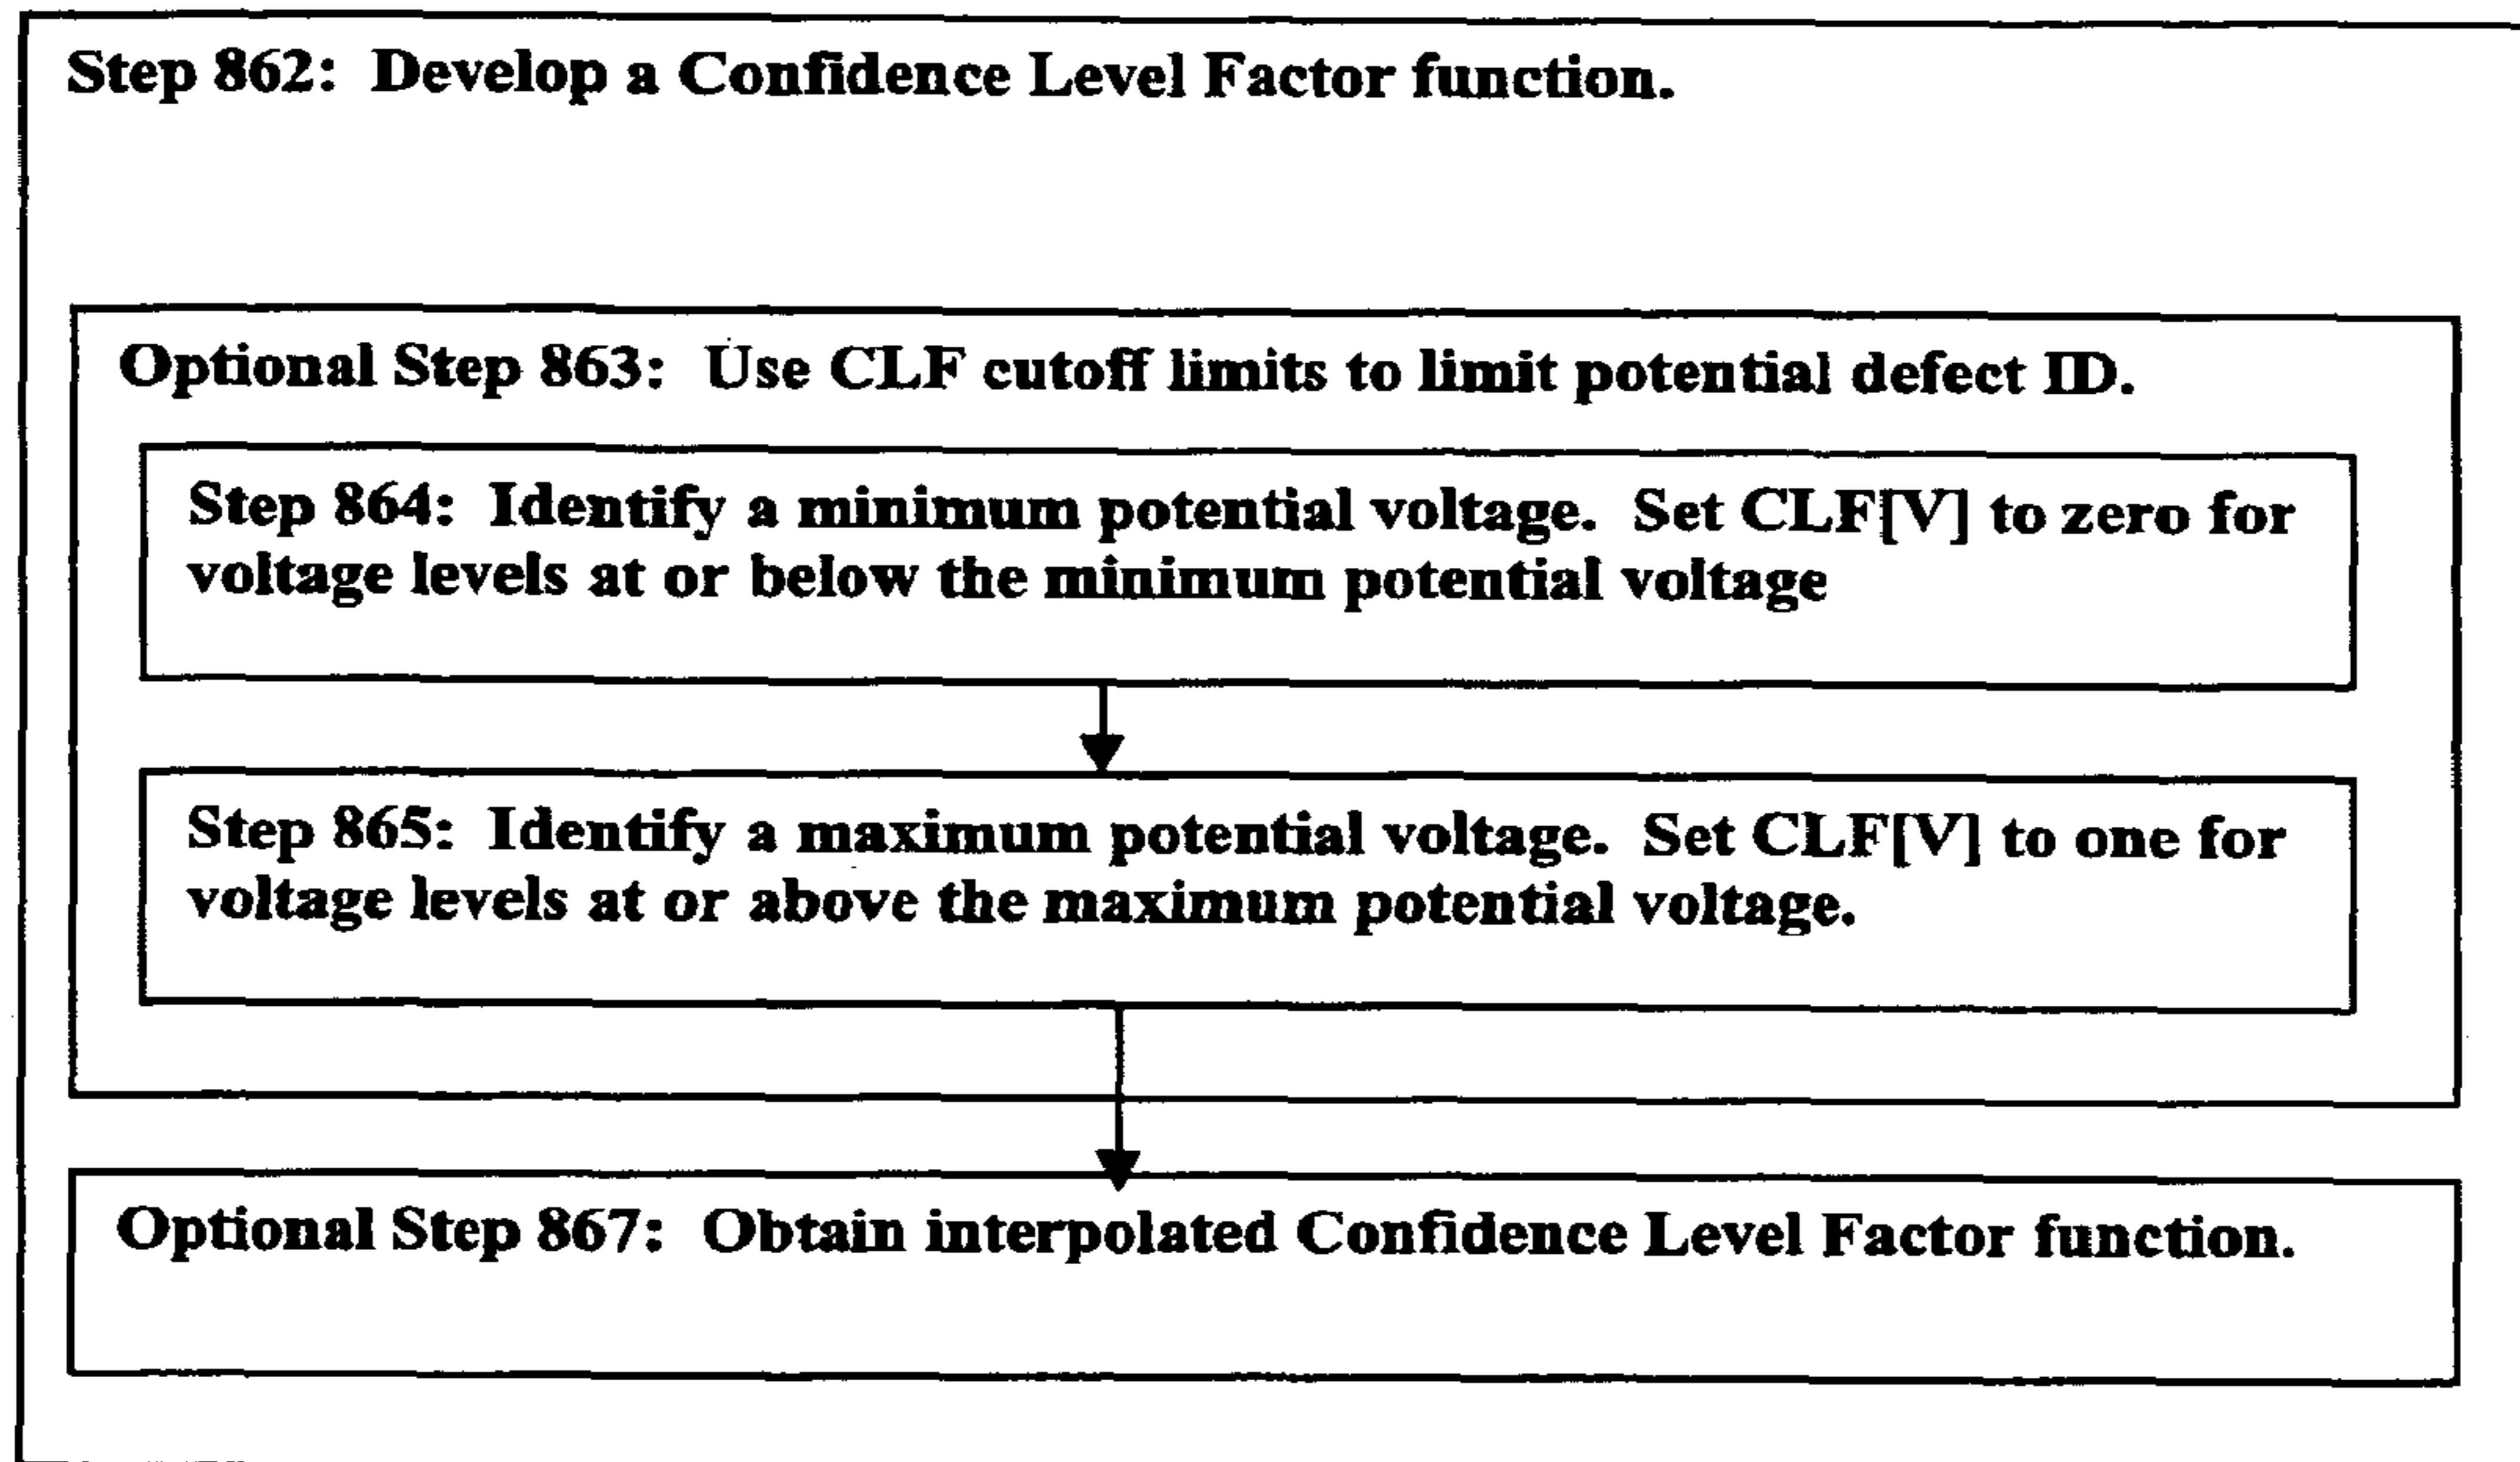 Step 862: Develop a Confidence Level Factor function.
Optional Step 863: Use CLF cutoff limits to limit potential defect ID.
Step 864: Identify a minimum potential voltage. Set CLF[V] to zero for
voltage levels at or below the minimum potential voltage
Step 865: Identify a maximum potential voltage. Set CLF[V] to one for
voltage levels at or above the maximum potential voltage.
Optional Step 867: Obtain interpolated Confidence Level Factor function.